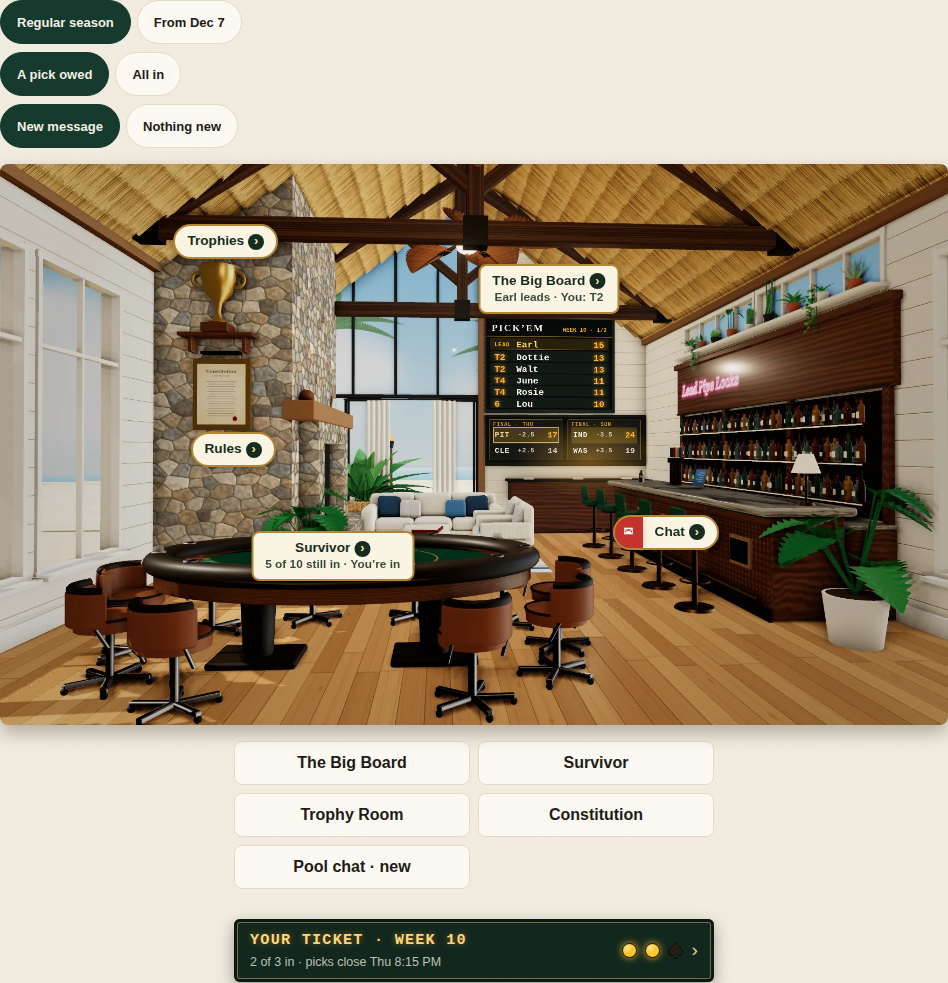 Regular season
From Dec 7
A pick owed
All in
New message
Nothing new
Trophies ›
The Big Board ›
Earl leads · You: T2
PICK'EM WEEK 10 · 1/2
LEAD Earl 15
T2 Dottie 13
T2 Walt 13
T4 June 11
T4 Rosie 11
6 Lou 10
Constitution
Lead Pipe Locks
FINAL · THU
PIT -2.5 17
CLE +2.5 14
FINAL · SUN
IND -3.5 24
WAS +3.5 19
Rules ›
Chat ›
Survivor ›
5 of 10 still in · You're in
The Big Board
Survivor
Trophy Room
Constitution
Pool chat · new
YOUR TICKET · WEEK 10
2 of 3 in · picks close Thu 8:15 PM
›